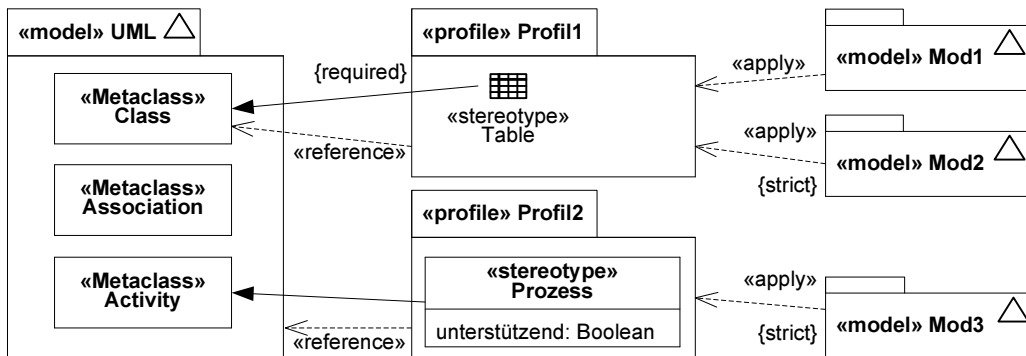 «model» UML
«Metaclass»
Class
«Metaclass»
Association
«Metaclass»
Activity
{required}
«reference»
«reference»
«profile» Profil1
«stereotype»
Table
«profile» Profil2
«stereotype»
Prozess
unterstützend: Boolean
«apply»
«apply»
{strict}
«apply»
{strict}
«model» Mod1
«model» Mod2
«model» Mod3